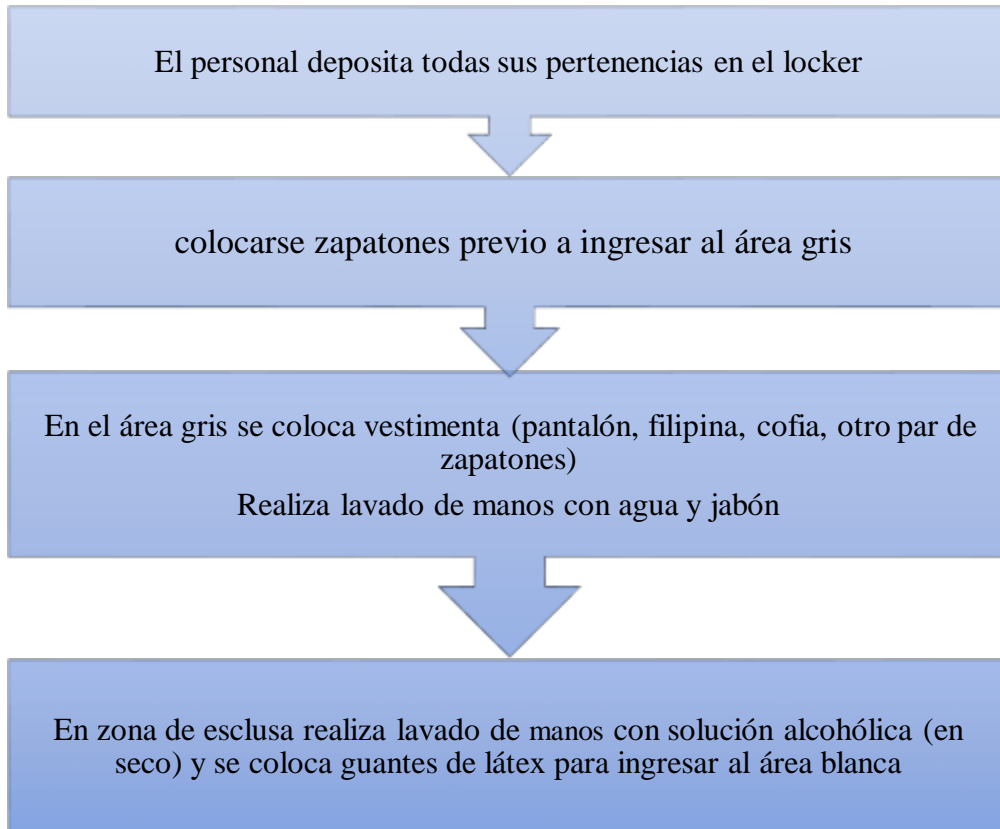 El personal deposita todas sus pertenencias en el locker
colocarse zapatones previo a ingresar al área gris
En el área gris se coloca vestimenta (pantalón, filipina, cofia, otro par de
zapatones)
Realiza lavado de manos con agua y jabón
En zona de esclusa realiza lavado de manos con solución alcohólica (en
seco) y se coloca guantes de látex para ingresar al área blanca